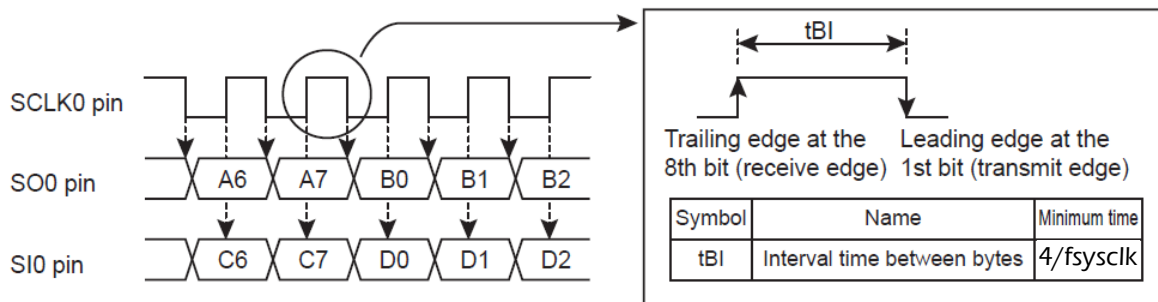 tBI
SCLK0 pin
Trailing edge at the
8th bit (receive edge)
Leading edge at the
1st bit (transmit edge)
SO0 pin
A6 A7 B0 B1 B2
SI0 pin
C6 C7 D0 D1 D2
Symbol Name Minimum time
tBI Interval time between bytes 4/fsysclk